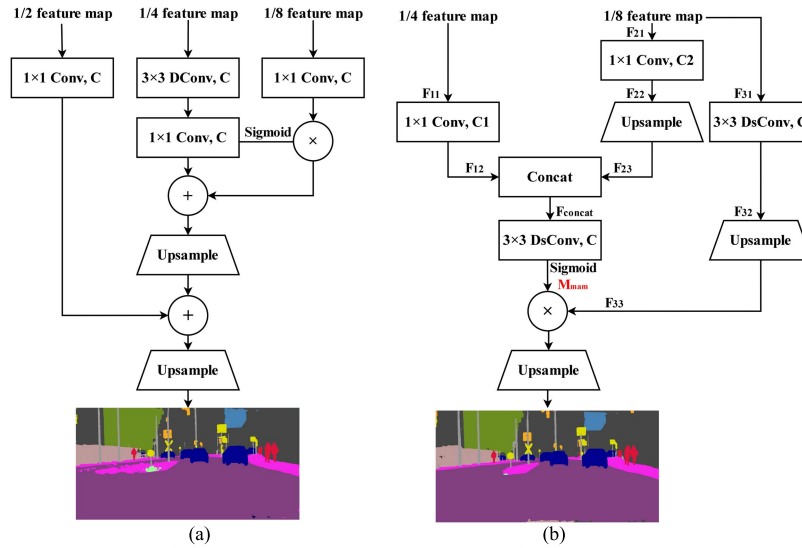 1/2 feature map 1/4 feature map 1/8 feature map
1×1 Conv, C 3×3 DConv, C 1×1 Conv, C
1×1 Conv, C Sigmoid ×
+
Upsample
+
Upsample
(a)
1/4 feature map 1/8 feature map
F21
1×1 Conv, C2
F11 F22 F31
1×1 Conv, C1 Upsample 3×3 DsConv, C
F12 Concat F23
Fconcat F32
3×3 DsConv, C Upsample
Sigmoid
Mmam
× F33
Upsample
(b)